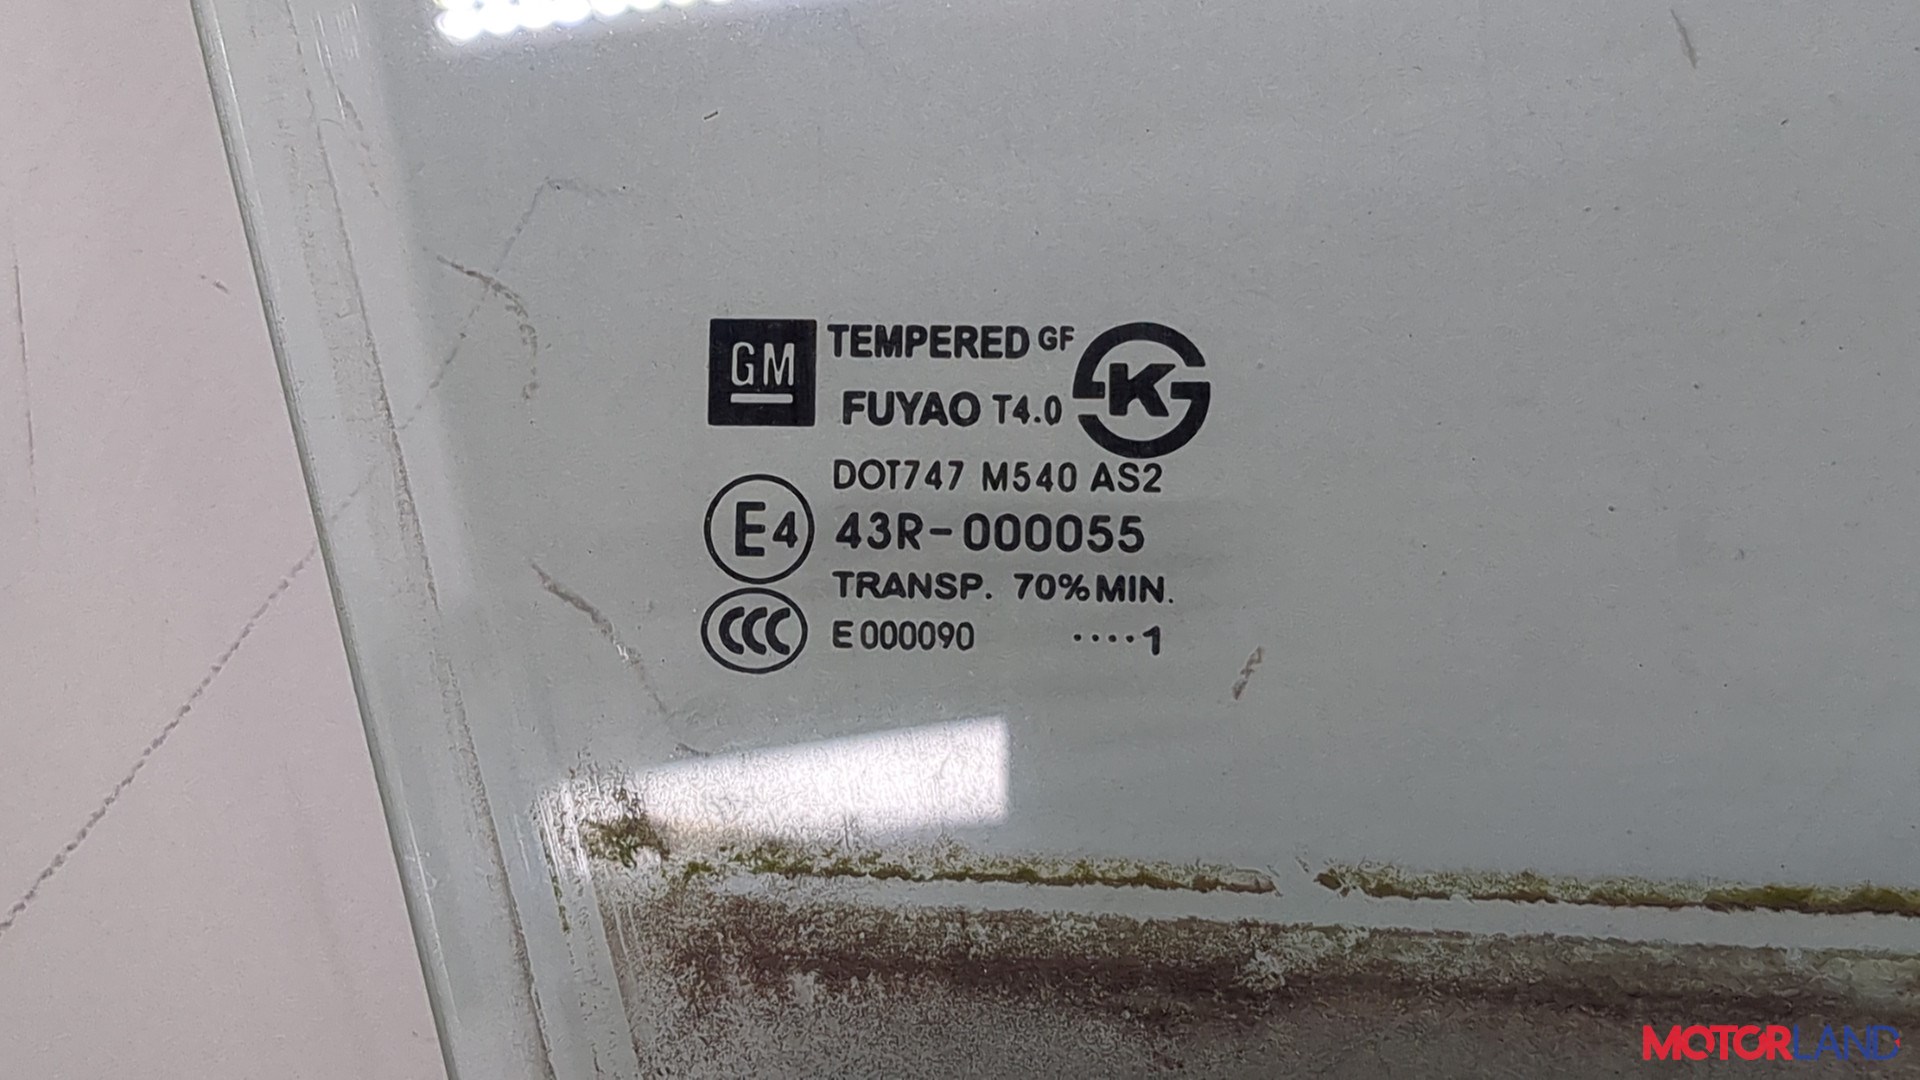 GM TEMPERED GF K
FUYAO T4.0
DOT747 M540 AS2
E4 43R-000055
TRANSP. 70%MIN.
CCC E000090 ····1
MOTORLAND